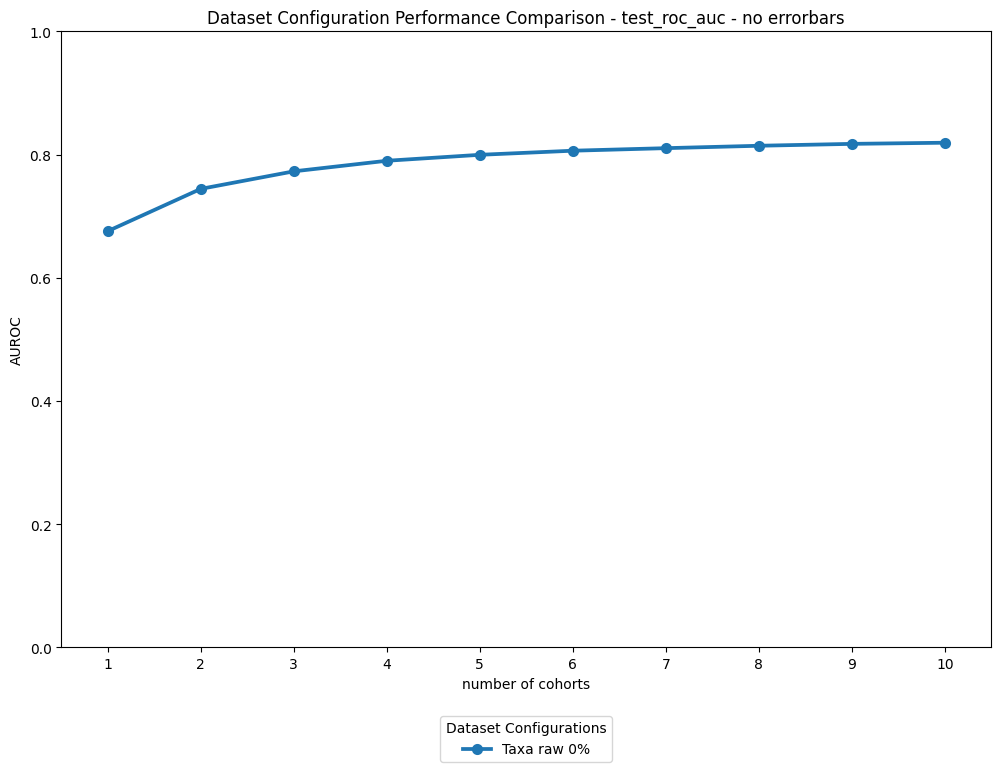 Dataset Configuration Performance Comparison - test_roc_auc - no errorbars
1.0
0.8
0.6
0.4
0.2
0.0
AUROC
1 2 3 4 5 6 7 8 9 10
number of cohorts
Dataset Configurations
Taxa raw 0%